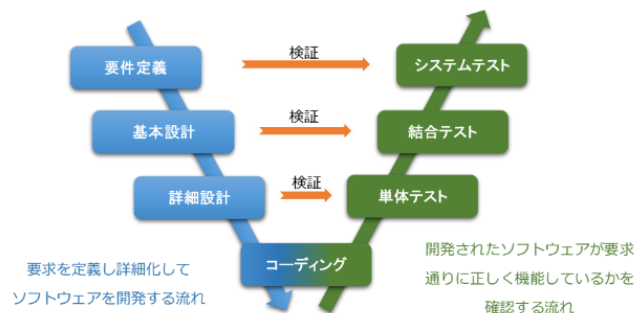 要件定義
検証
システムテスト
基本設計
検証
結合テスト
詳細設計
検証
単体テスト
コーディング
要求を定義し詳細化して
ソフトウェアを開発する流れ
開発されたソフトウェアが要求
通りに正しく機能しているかを
確認する流れ